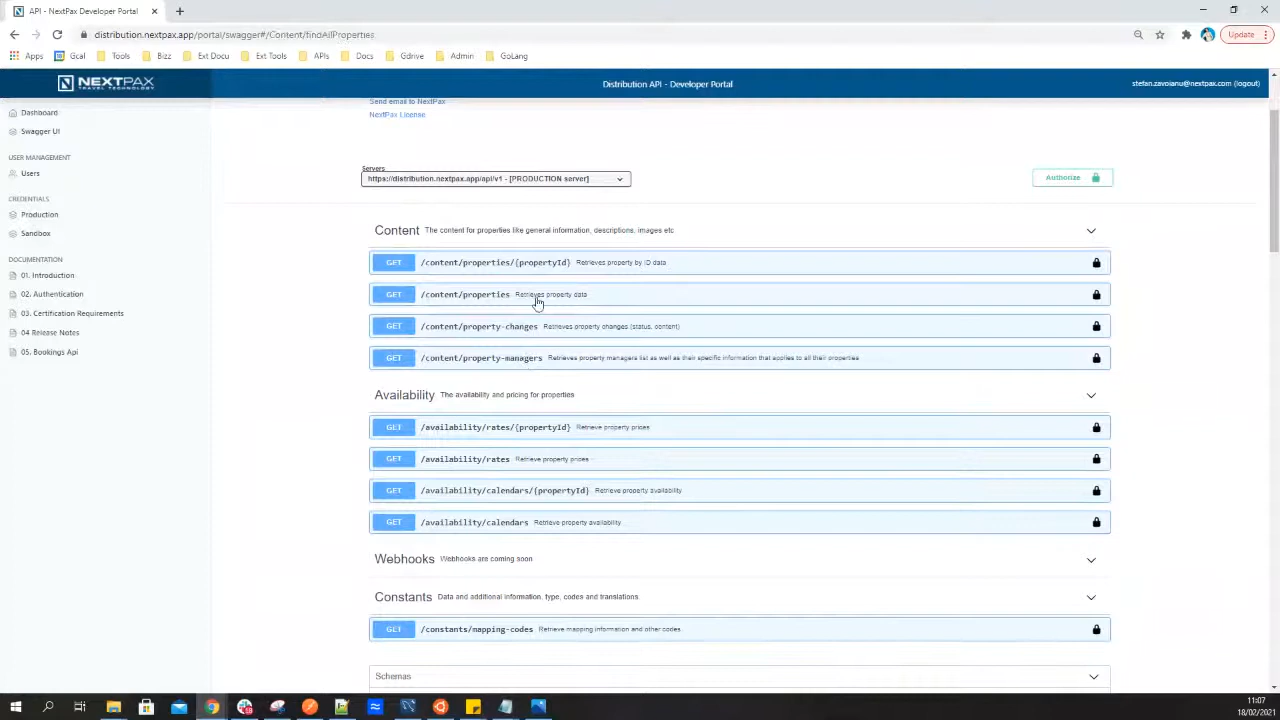 API - NextPax Developer Portal
distribution.nextpax.app/portal/swagger#/Content/findAllProperties
Update
Apps
Gcal
Tools
Bizz
Ext Docu
Ext Tools
APIs
Docs
Gdrive
Admin
GoLang
NEXTPAX
TRAVEL TECHNOLOGY
Distribution API - Developer Portal
stefan.zavoianu@nextpax.com (logout)
Dashboard
Swagger UI
USER MANAGEMENT
Users
CREDENTIALS
Production
Sandbox
DOCUMENTATION
01. Introduction
02. Authentication
03. Certification Requirements
04 Release Notes
05. Bookings Api
Send email to NextPax
NextPax License
Servers
https://distribution.nextpax.app/api/v1 - [PRODUCTION server]
Authorize
Content The content for properties like general information, descriptions, images etc
GET /content/properties/{propertyId} Retrieves property by ID data
GET /content/properties Retrieves property data
GET /content/property-changes Retrieves property changes (status, content)
GET /content/property-managers Retrieves property managers list as well as their specific information that applies to all their properties
Availability The availability and pricing for properties
GET /availability/rates/{propertyId} Retrieve property prices
GET /availability/rates Retrieve property prices
GET /availability/calendars/{propertyId} Retrieve property availability
GET /availability/calendars Retrieve property availability
Webhooks Webhooks are coming soon
Constants Data and additional information, type, codes and translations
GET /constants/mapping-codes Retrieve mapping information and other codes.
Schemas
11:07
18/02/2021